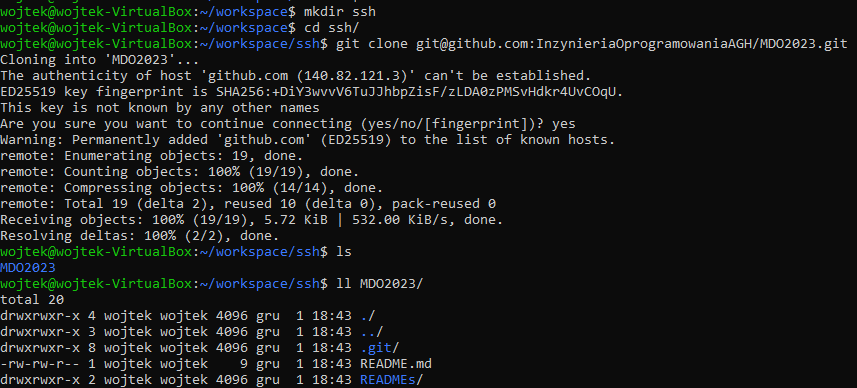 wojtek@wojtek-VirtualBox:~/workspace$ mkdir ssh
wojtek@wojtek-VirtualBox:~/workspace$ cd ssh/
wojtek@wojtek-VirtualBox:~/workspace/ssh$ git clone git@github.com:InzynieriaOprogramowaniaAGH/MDO2023.git
Cloning into 'MDO2023'...
The authenticity of host 'github.com (140.82.121.3)' can't be established.
ED25519 key fingerprint is SHA256:+DiY3wvvV6TuJJhbpZisF/zLDA0zPMSvHdkr4UvCOqU.
This key is not known by any other names
Are you sure you want to continue connecting (yes/no/[fingerprint])? yes
Warning: Permanently added 'github.com' (ED25519) to the list of known hosts.
remote: Enumerating objects: 19, done.
remote: Counting objects: 100% (19/19), done.
remote: Compressing objects: 100% (14/14), done.
remote: Total 19 (delta 2), reused 10 (delta 0), pack-reused 0
Receiving objects: 100% (19/19), 5.72 KiB | 532.00 KiB/s, done.
Resolving deltas: 100% (2/2), done.
wojtek@wojtek-VirtualBox:~/workspace/ssh$ ls
MDO2023
wojtek@wojtek-VirtualBox:~/workspace/ssh$ ll MDO2023/
total 20
drwxrwxr-x 4 wojtek wojtek 4096 gru  1 18:43 ./
drwxrwxr-x 3 wojtek wojtek 4096 gru  1 18:43 ../
drwxrwxr-x 8 wojtek wojtek 4096 gru  1 18:43 .git/
-rw-rw-r-- 1 wojtek wojtek    9 gru  1 18:43 README.md
drwxrwxr-x 2 wojtek wojtek 4096 gru  1 18:43 READMEs/